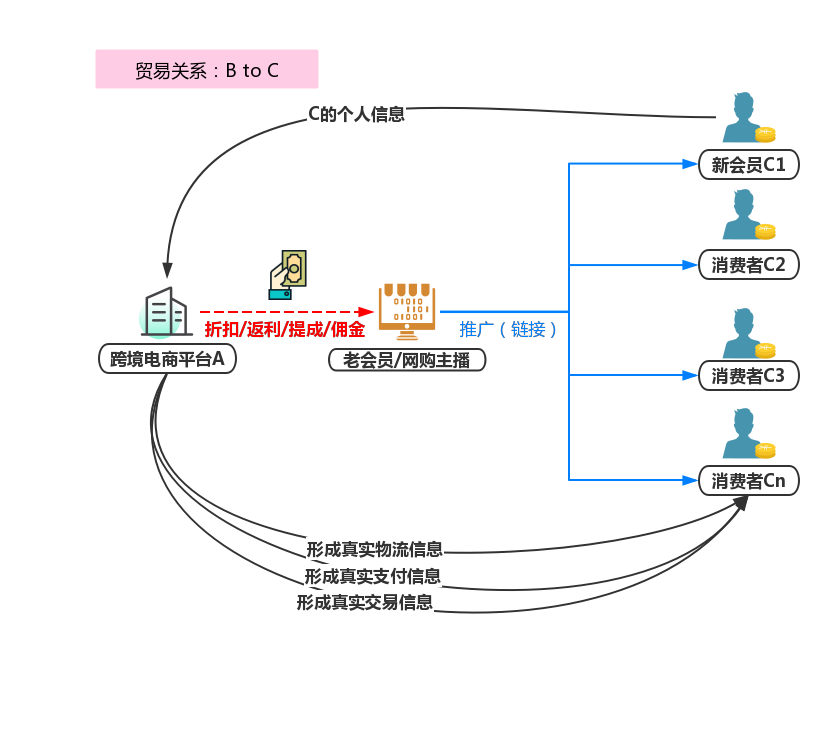 贸易关系：B to C
C的个人信息
新会员C1
消费者C2
折扣/返利/提成/佣金
推广（链接）
跨境电商平台A
老会员/网购主播
消费者C3
消费者Cn
形成真实物流信息
形成真实支付信息
形成真实交易信息